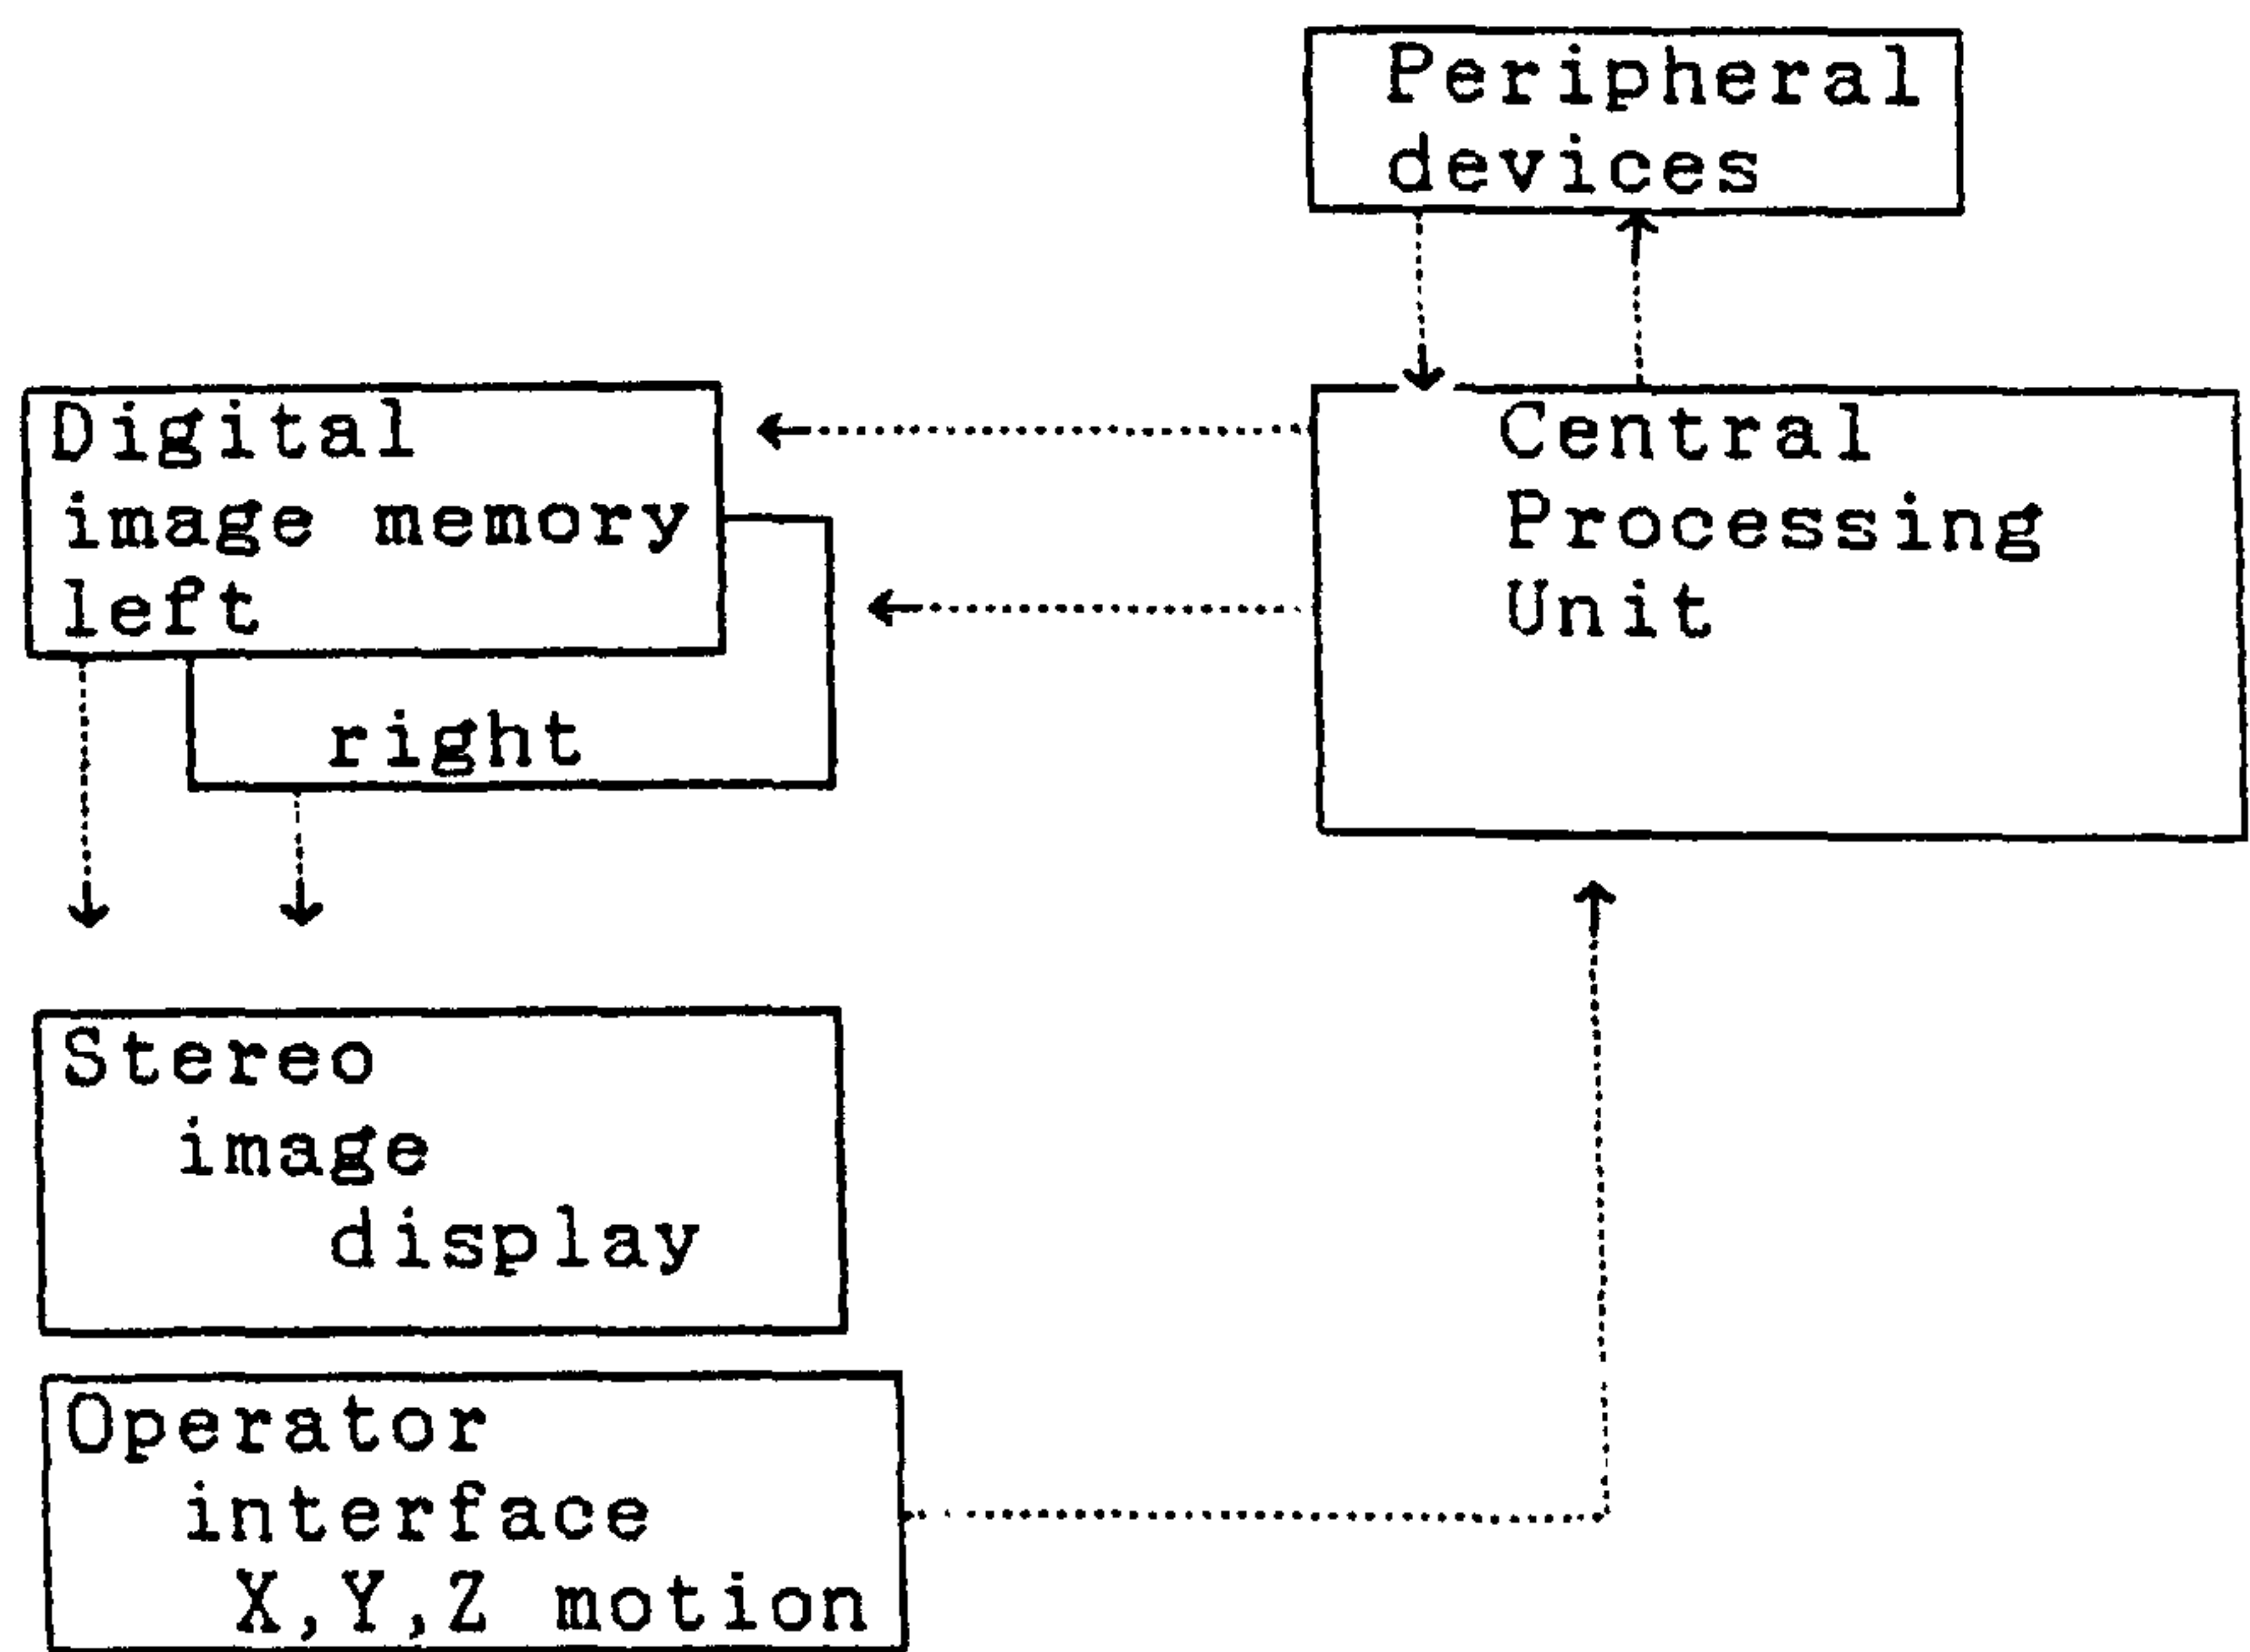 Peripheral
devices
Digital
image memory
left
right
Central
Processing
Unit
Stereo
image
display
Operator
interface
X,Y,Z motion